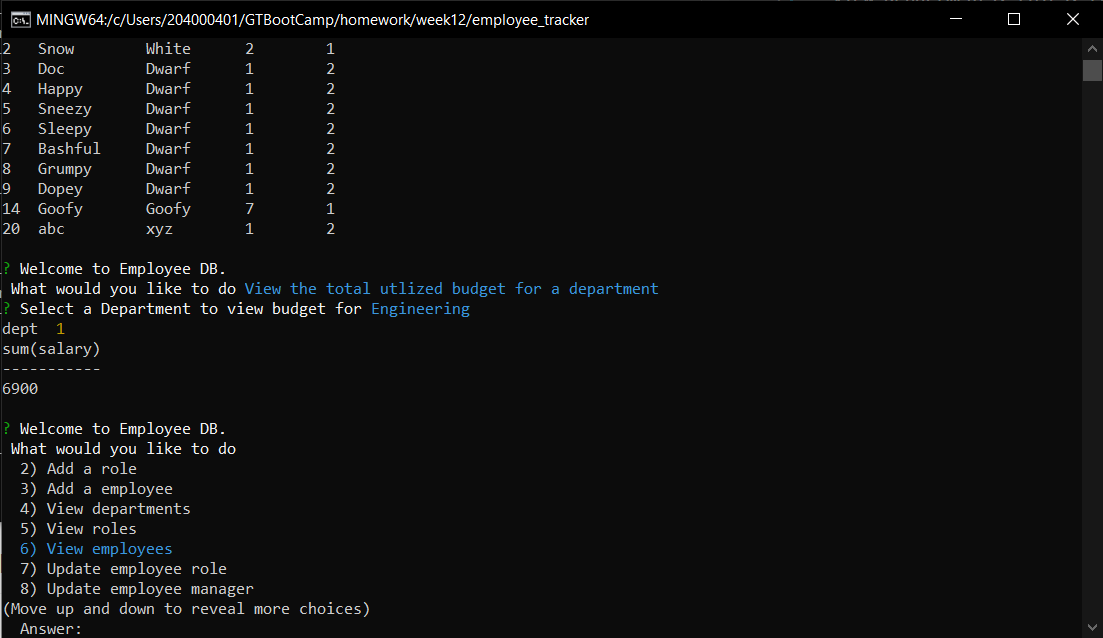 MINGW64:/c/Users/204000401/GTBootCamp/homework/week12/employee_tracker
2   Snow        White      2        1
3   Doc         Dwarf      1        2
4   Happy       Dwarf      1        2
5   Sneezy      Dwarf      1        2
6   Sleepy      Dwarf      1        2
7   Bashful     Dwarf      1        2
8   Grumpy      Dwarf      1        2
9   Dopey       Dwarf      1        2
14  Goofy       Goofy      7        1
20  abc         xyz        1        2
? Welcome to Employee DB.
 What would you like to do View the total utlized budget for a department
? Select a Department to view budget for Engineering
dept  1
sum(salary)
-----------
6900
? Welcome to Employee DB.
 What would you like to do
  2) Add a role
  3) Add a employee
  4) View departments
  5) View roles
  6) View employees
  7) Update employee role
  8) Update employee manager
(Move up and down to reveal more choices)
  Answer: